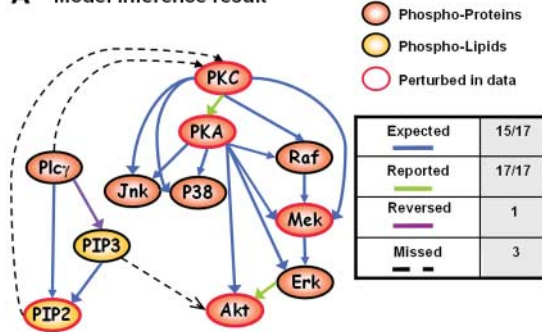 A Model inference result
Phospho-Proteins
Phospho-Lipids
Perturbed in data
PKC
PKA
Raf
Plcγ
Jnk
P38
Mek
PIP3
Erk
PIP2
Akt
Expected 15/17
Reported 17/17
Reversed 1
Missed 3